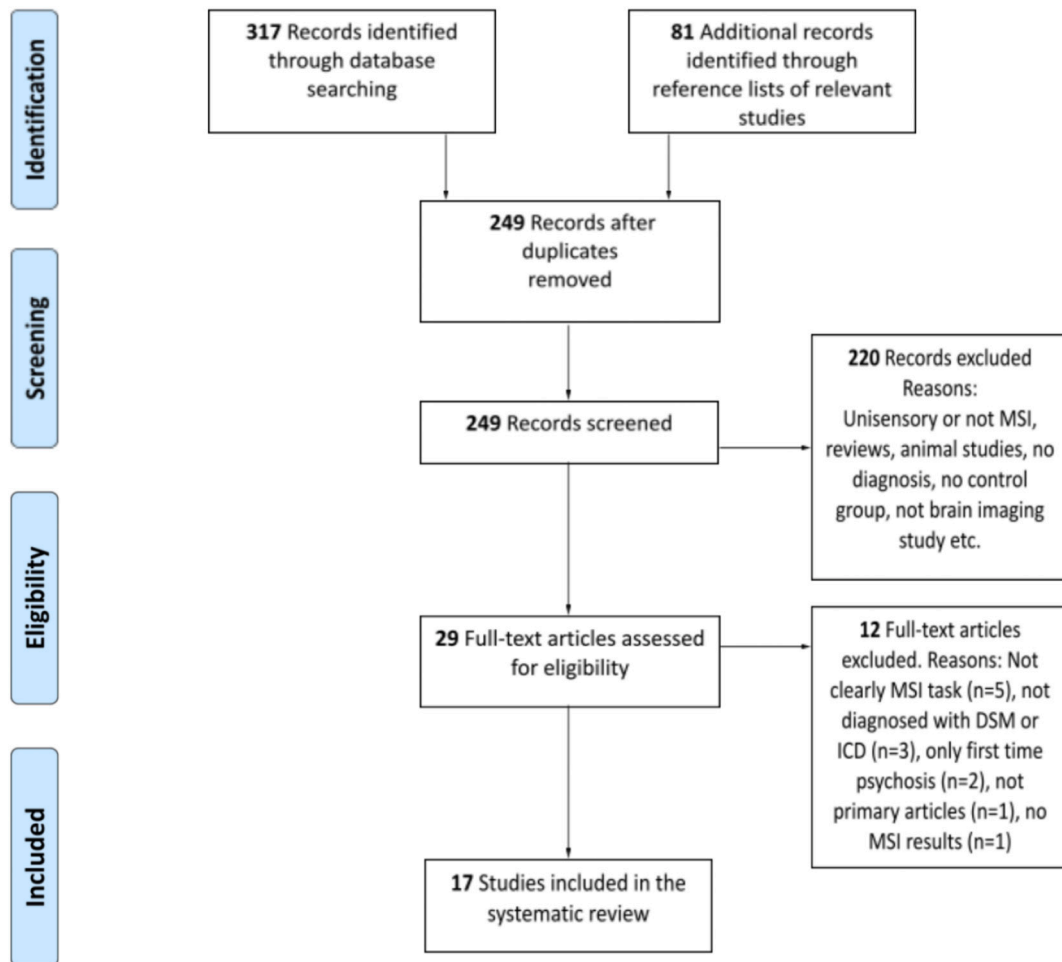 Identification
317 Records identified
through database
searching
81 Additional records
identified through
reference lists of relevant
studies
249 Records after
duplicates
removed
Screening
249 Records screened
220 Records excluded
Reasons:
Unisensory or not MSI,
reviews, animal studies, no
diagnosis, no control
group, not brain imaging
study etc.
Eligibility
29 Full-text articles assessed
for eligibility
12 Full-text articles
excluded. Reasons: Not
clearly MSI task (n=5), not
diagnosed with DSM or
ICD (n=3), only first time
psychosis (n=2), not
primary articles (n=1), no
MSI results (n=1)
Included
17 Studies included in the
systematic review